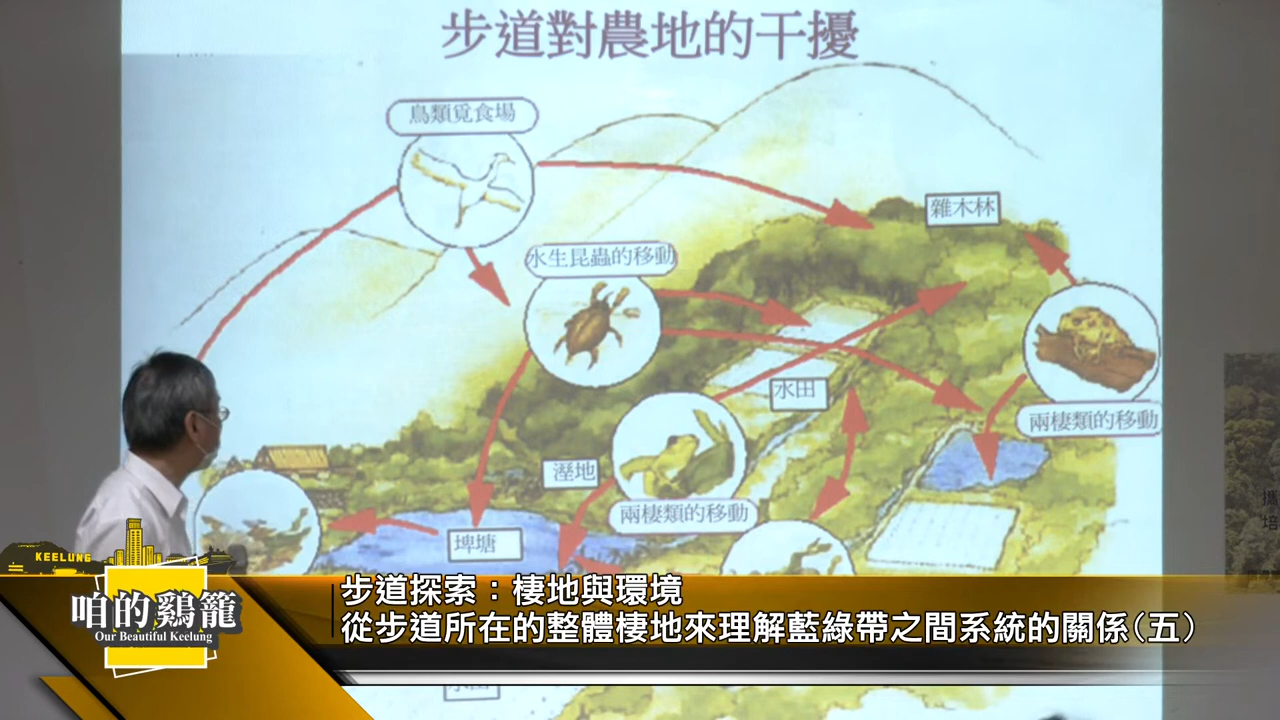 步道對農地的干擾
鳥類覓食場
雜木林
水生昆蟲的移動
水田
兩棲類的移動
溼地
兩棲類的移動
埤塘
KEELUNG
咱的鷄籠
Our Beautiful Keelung
步道探索：棲地與環境
從步道所在的整體棲地來理解藍綠帶之間系統的關係(五)